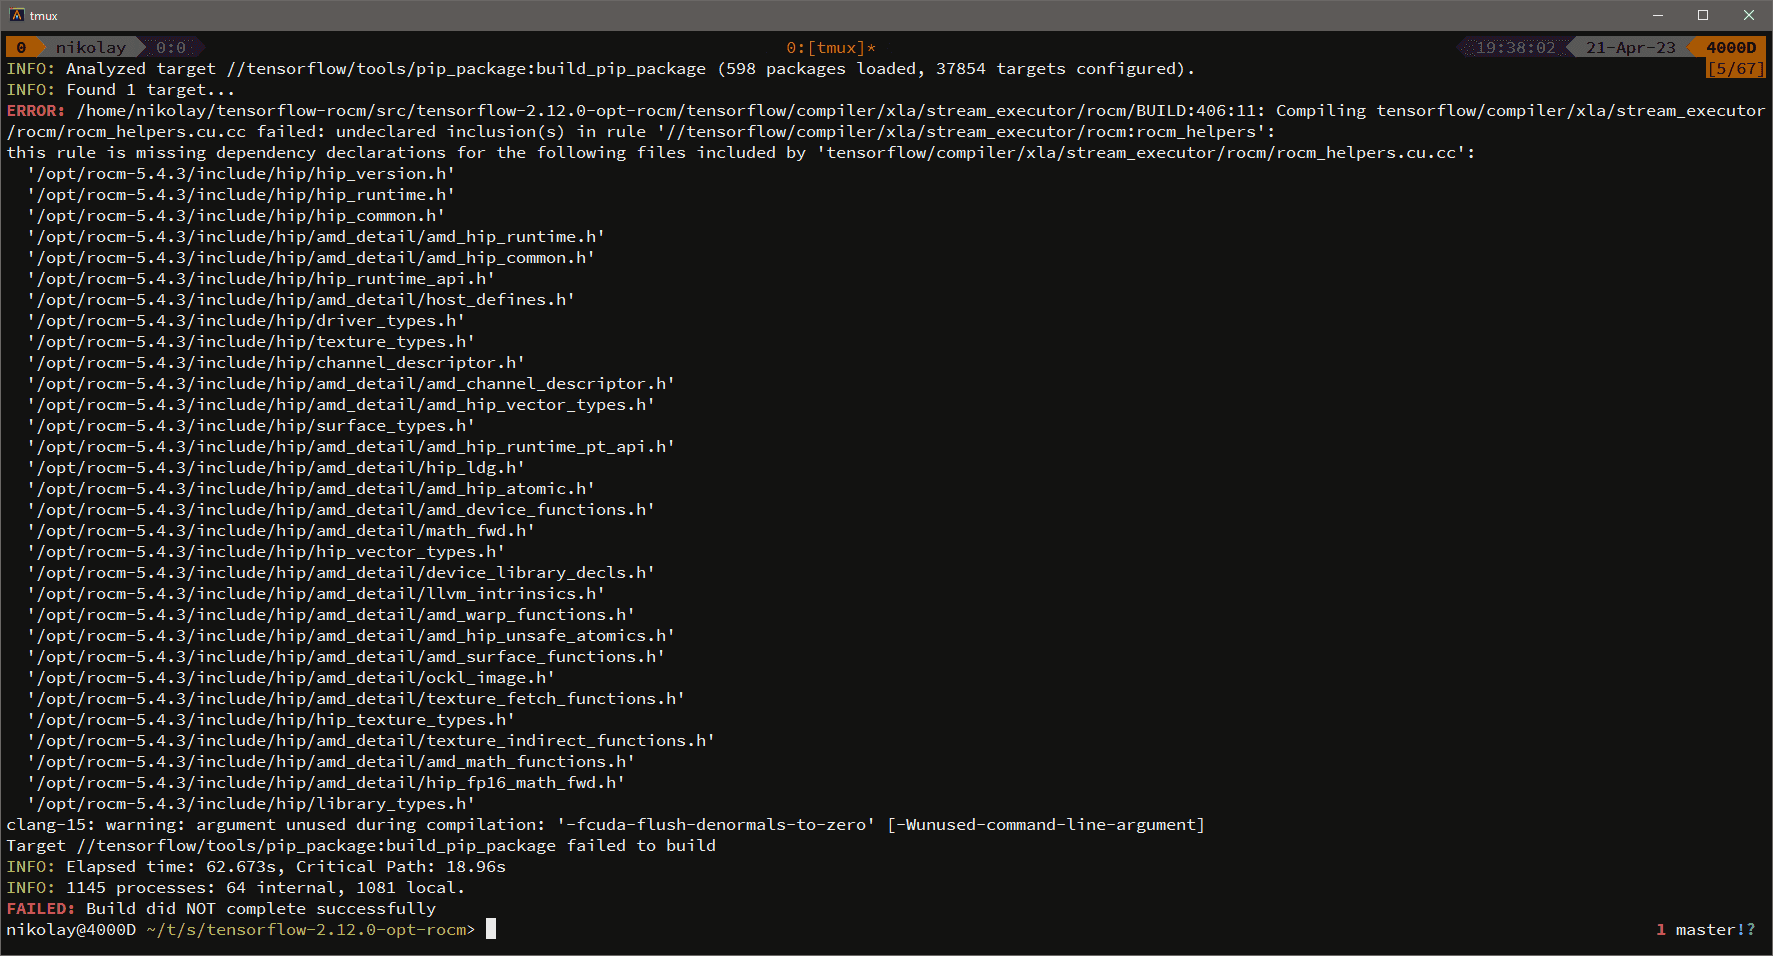 tmux
0 nikolay 0:0 0:[tmux]* 19:38:02 21-Apr-23 4000D
INFO: Analyzed target //tensorflow/tools/pip_package:build_pip_package (598 packages loaded, 37854 targets configured). [5/67]
INFO: Found 1 target...
ERROR: /home/nikolay/tensorflow-rocm/src/tensorflow-2.12.0-opt-rocm/tensorflow/compiler/xla/stream_executor/rocm/BUILD:406:11: Compiling tensorflow/compiler/xla/stream_executor
/rocm/rocm_helpers.cu.cc failed: undeclared inclusion(s) in rule '//tensorflow/compiler/xla/stream_executor/rocm:rocm_helpers':
this rule is missing dependency declarations for the following files included by 'tensorflow/compiler/xla/stream_executor/rocm/rocm_helpers.cu.cc':
'/opt/rocm-5.4.3/include/hip/hip_version.h'
'/opt/rocm-5.4.3/include/hip/hip_runtime.h'
'/opt/rocm-5.4.3/include/hip/hip_common.h'
'/opt/rocm-5.4.3/include/hip/amd_detail/amd_hip_runtime.h'
'/opt/rocm-5.4.3/include/hip/amd_detail/amd_hip_common.h'
'/opt/rocm-5.4.3/include/hip/hip_runtime_api.h'
'/opt/rocm-5.4.3/include/hip/amd_detail/host_defines.h'
'/opt/rocm-5.4.3/include/hip/driver_types.h'
'/opt/rocm-5.4.3/include/hip/texture_types.h'
'/opt/rocm-5.4.3/include/hip/channel_descriptor.h'
'/opt/rocm-5.4.3/include/hip/amd_detail/amd_channel_descriptor.h'
'/opt/rocm-5.4.3/include/hip/amd_detail/amd_hip_vector_types.h'
'/opt/rocm-5.4.3/include/hip/surface_types.h'
'/opt/rocm-5.4.3/include/hip/amd_detail/amd_hip_runtime_pt_api.h'
'/opt/rocm-5.4.3/include/hip/amd_detail/hip_ldg.h'
'/opt/rocm-5.4.3/include/hip/amd_detail/amd_hip_atomic.h'
'/opt/rocm-5.4.3/include/hip/amd_detail/amd_device_functions.h'
'/opt/rocm-5.4.3/include/hip/amd_detail/math_fwd.h'
'/opt/rocm-5.4.3/include/hip/hip_vector_types.h'
'/opt/rocm-5.4.3/include/hip/amd_detail/device_library_decls.h'
'/opt/rocm-5.4.3/include/hip/amd_detail/llvm_intrinsics.h'
'/opt/rocm-5.4.3/include/hip/amd_detail/amd_warp_functions.h'
'/opt/rocm-5.4.3/include/hip/amd_detail/amd_hip_unsafe_atomics.h'
'/opt/rocm-5.4.3/include/hip/amd_detail/amd_surface_functions.h'
'/opt/rocm-5.4.3/include/hip/amd_detail/ockl_image.h'
'/opt/rocm-5.4.3/include/hip/amd_detail/texture_fetch_functions.h'
'/opt/rocm-5.4.3/include/hip/hip_texture_types.h'
'/opt/rocm-5.4.3/include/hip/amd_detail/texture_indirect_functions.h'
'/opt/rocm-5.4.3/include/hip/amd_detail/amd_math_functions.h'
'/opt/rocm-5.4.3/include/hip/amd_detail/hip_fp16_math_fwd.h'
'/opt/rocm-5.4.3/include/hip/library_types.h'
clang-15: warning: argument unused during compilation: '-fcuda-flush-denormals-to-zero' [-Wunused-command-line-argument]
Target //tensorflow/tools/pip_package:build_pip_package failed to build
INFO: Elapsed time: 62.673s, Critical Path: 18.96s
INFO: 1145 processes: 64 internal, 1081 local.
FAILED: Build did NOT complete successfully
nikolay@4000D ~/t/s/tensorflow-2.12.0-opt-rocm> 1 master!?